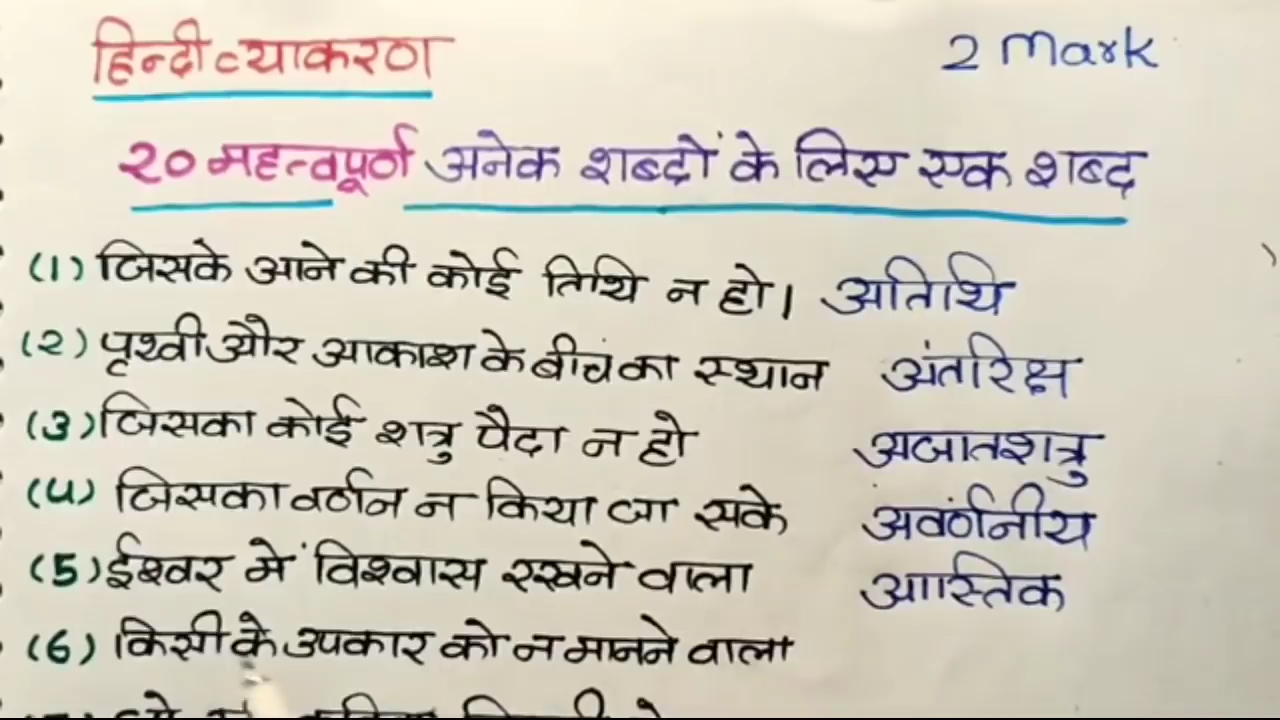 हिन्दी व्याकरण 2 Mark
20 महत्वपूर्ण अनेक शब्दों के लिए एक शब्द
(1) जिसके आने की कोई तिथि न हो। अतिथि
(2) पृथ्वी और आकाश के बीच का स्थान अंतरिक्ष
(3) जिसका कोई शत्रु पैदा न हो अजातशत्रु
(4) जिसका वर्णन न किया जा सके अवर्णनीय
(5) ईश्वर में विश्वास रखने वाला आस्तिक
(6) किसी के उपकार को न मानने वाला